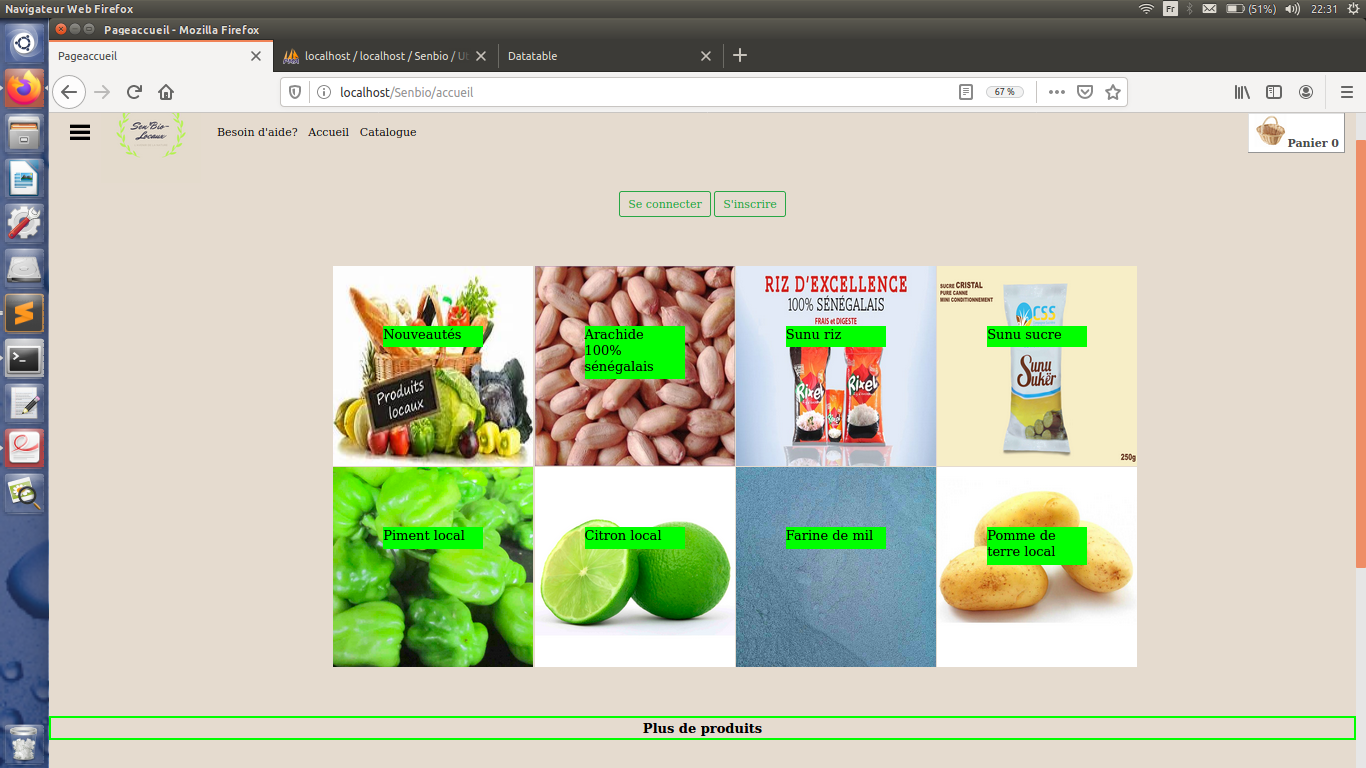 Navigateur Web Firefox
Fr
(51%)
22:31
Pageaccueil - Mozilla Firefox
Pageaccueil
localhost / localhost / Senbio / Ut
Datatable
localhost/Senbio/accueil
67 %
Sen'Bio-
Locaux
Besoin d'aide? Accueil Catalogue
Panier 0
Se connecter
S'inscrire
Nouveautés
Produits
locaux
Arachide
100%
sénégalais
RIZ D'EXCELLENCE
100% SÉNÉGALAIS
FRAIS et DIGESTE
Sunu riz
Rixel
Rixel
SUCRE CRISTAL
PURE CANNE
MINI CONDITIONNEMENT
CSS
Sunu sucre
Sunu
Sukër
250g
Piment local
Citron local
Farine de mil
Pomme de
terre local
Plus de produits